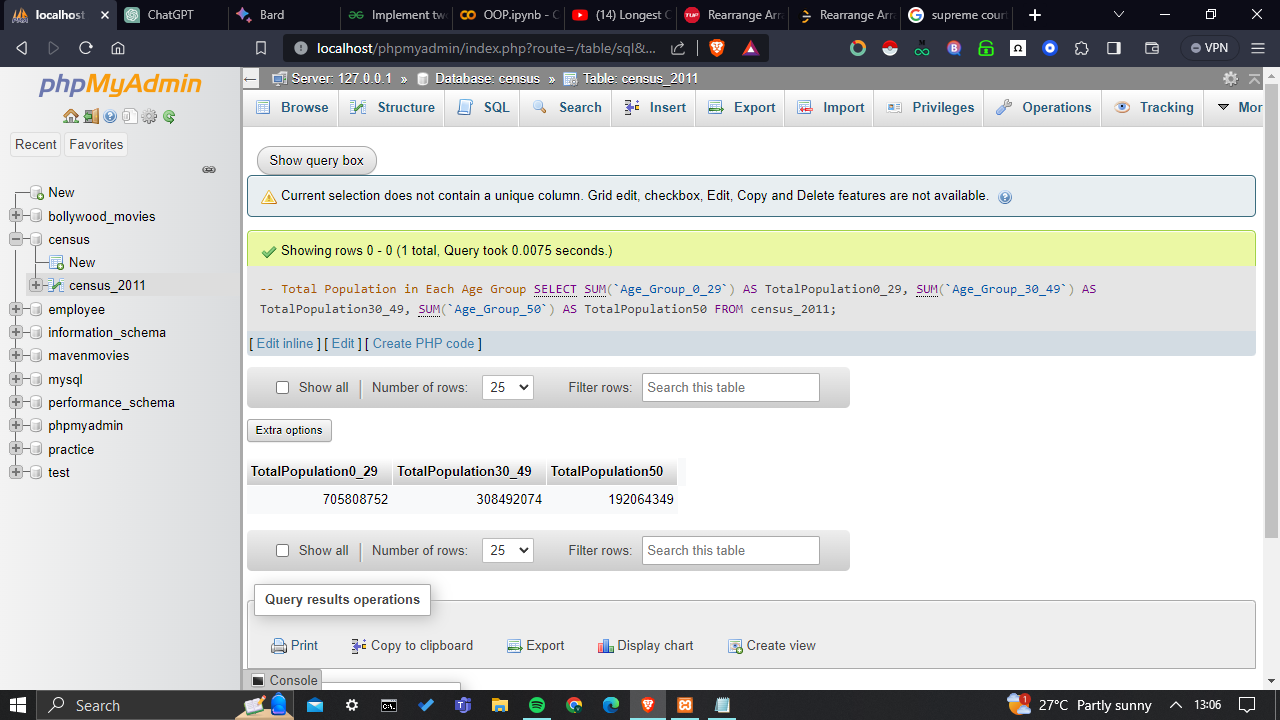 localhost
ChatGPT
Bard
Implement tw
OOP.ipynb - C
(14) Longest C
Rearrange Arr
Rearrange Arr
supreme cour
localhost/phpmyadmin/index.php?route=/table/sql&...
VPN
phpMyAdmin
Recent
Favorites
New
bollywood_movies
census
New
census_2011
employee
information_schema
mavenmovies
mysql
performance_schema
phpmyadmin
practice
test
Server: 127.0.0.1 » Database: census » Table: census_2011
Browse Structure SQL Search Insert Export Import Privileges Operations Tracking Mor
Show query box
Current selection does not contain a unique column. Grid edit, checkbox, Edit, Copy and Delete features are not available.
Showing rows 0 - 0 (1 total, Query took 0.0075 seconds.)
-- Total Population in Each Age Group SELECT SUM(`Age_Group_0_29`) AS TotalPopulation0_29, SUM(`Age_Group_30_49`) AS
TotalPopulation30_49, SUM(`Age_Group_50`) AS TotalPopulation50 FROM census_2011;
[ Edit inline ] [ Edit ] [ Create PHP code ]
Show all Number of rows: 25 Filter rows: Search this table
Extra options
TotalPopulation0_29 TotalPopulation30_49 TotalPopulation50
705808752 308492074 192064349
Show all Number of rows: 25 Filter rows: Search this table
Query results operations
Print Copy to clipboard Export Display chart Create view
Console
Search
27°C Partly sunny
13:06